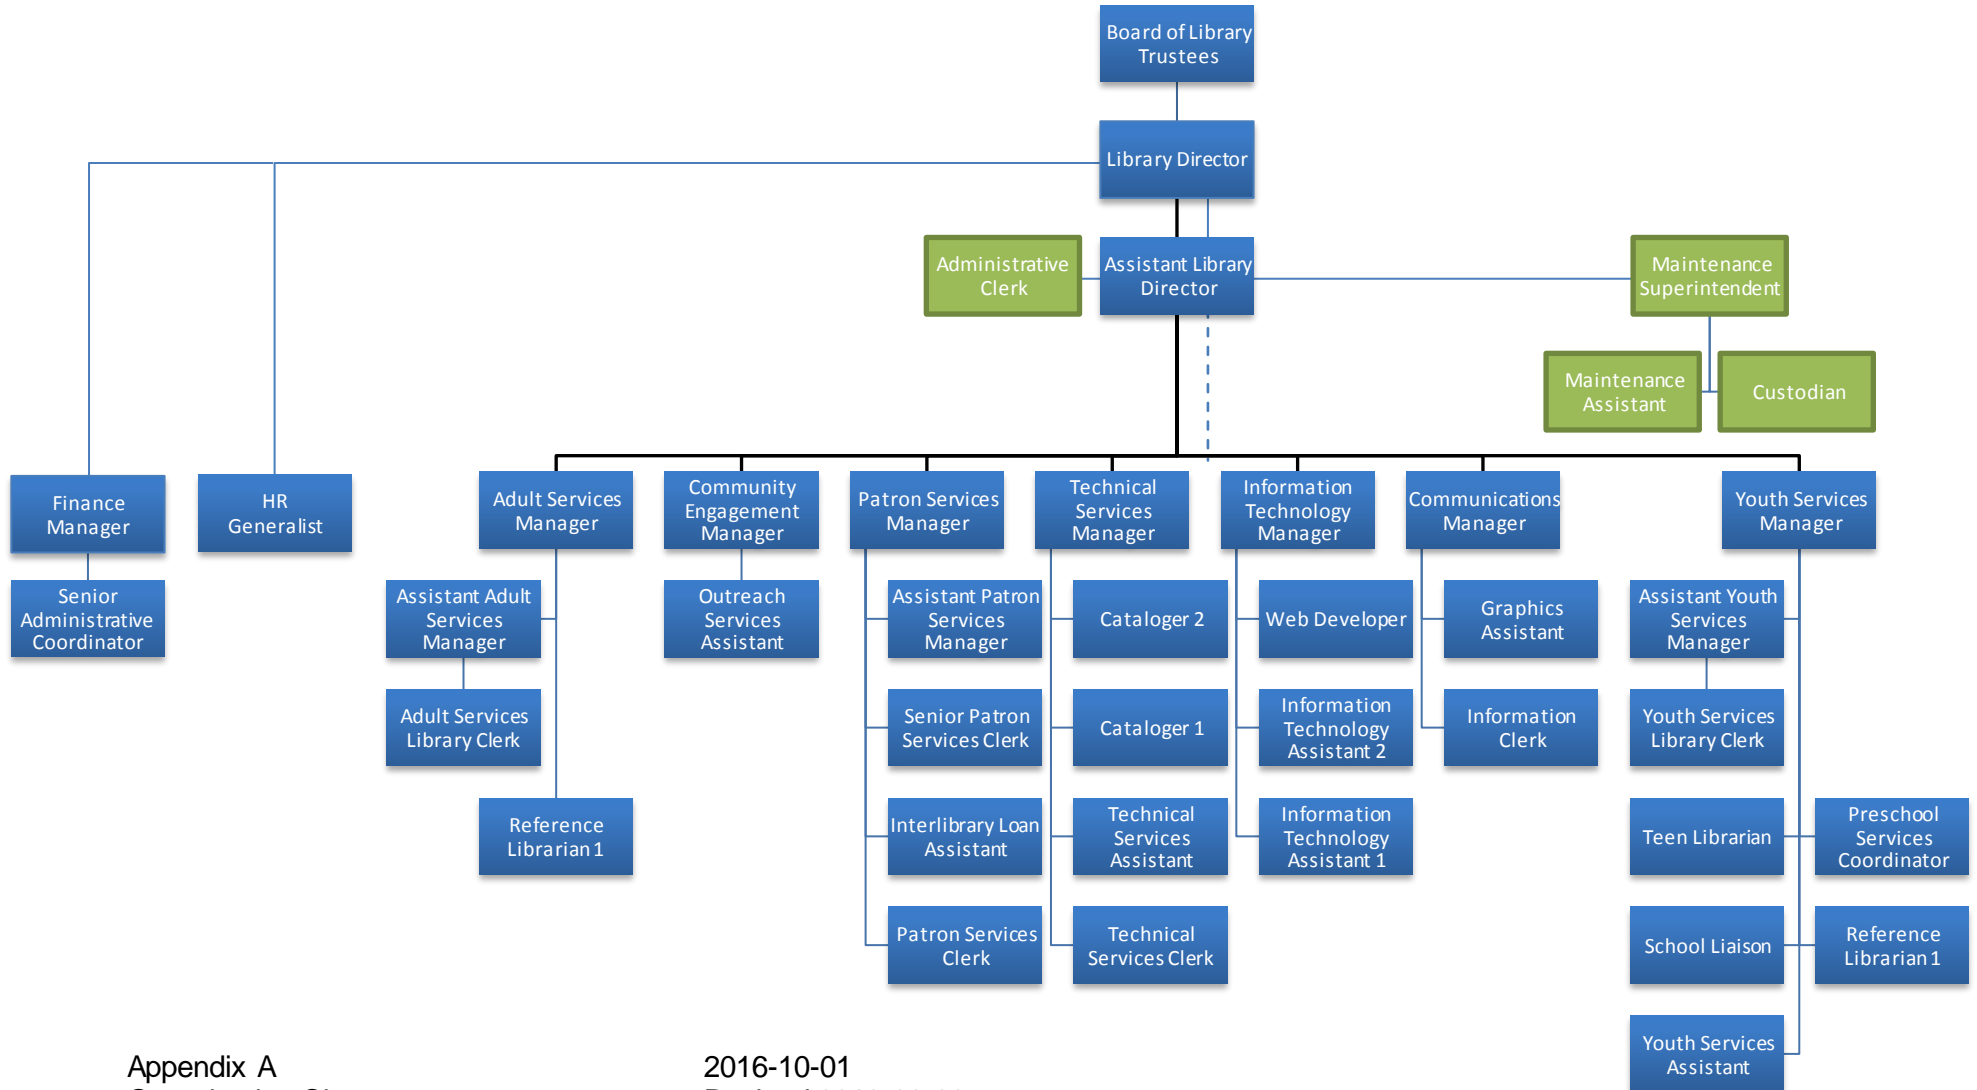 Board of Library
Trustees
Library Director
Administrative
Clerk
Assistant Library
Director
Maintenance
Superintendent
Maintenance
Assistant
Custodian
Finance
Manager
HR
Generalist
Adult Services
Manager
Community
Engagement
Manager
Patron Services
Manager
Technical
Services
Manager
Information
Technology
Manager
Communications
Manager
Youth Services
Manager
Senior
Administrative
Coordinator
Assistant Adult
Services
Manager
Outreach
Services
Assistant
Assistant Patron
Services
Manager
Cataloger 2
Web Developer
Graphics
Assistant
Assistant Youth
Services
Manager
Adult Services
Library Clerk
Senior Patron
Services Clerk
Cataloger 1
Information
Technology
Assistant 2
Information
Clerk
Youth Services
Library Clerk
Reference
Librarian 1
Interlibrary Loan
Assistant
Technical
Services
Assistant
Information
Technology
Assistant 1
Teen Librarian
Preschool
Services
Coordinator
Patron Services
Clerk
Technical
Services Clerk
School Liaison
Reference
Librarian 1
Youth Services
Assistant
Appendix A
2016-10-01